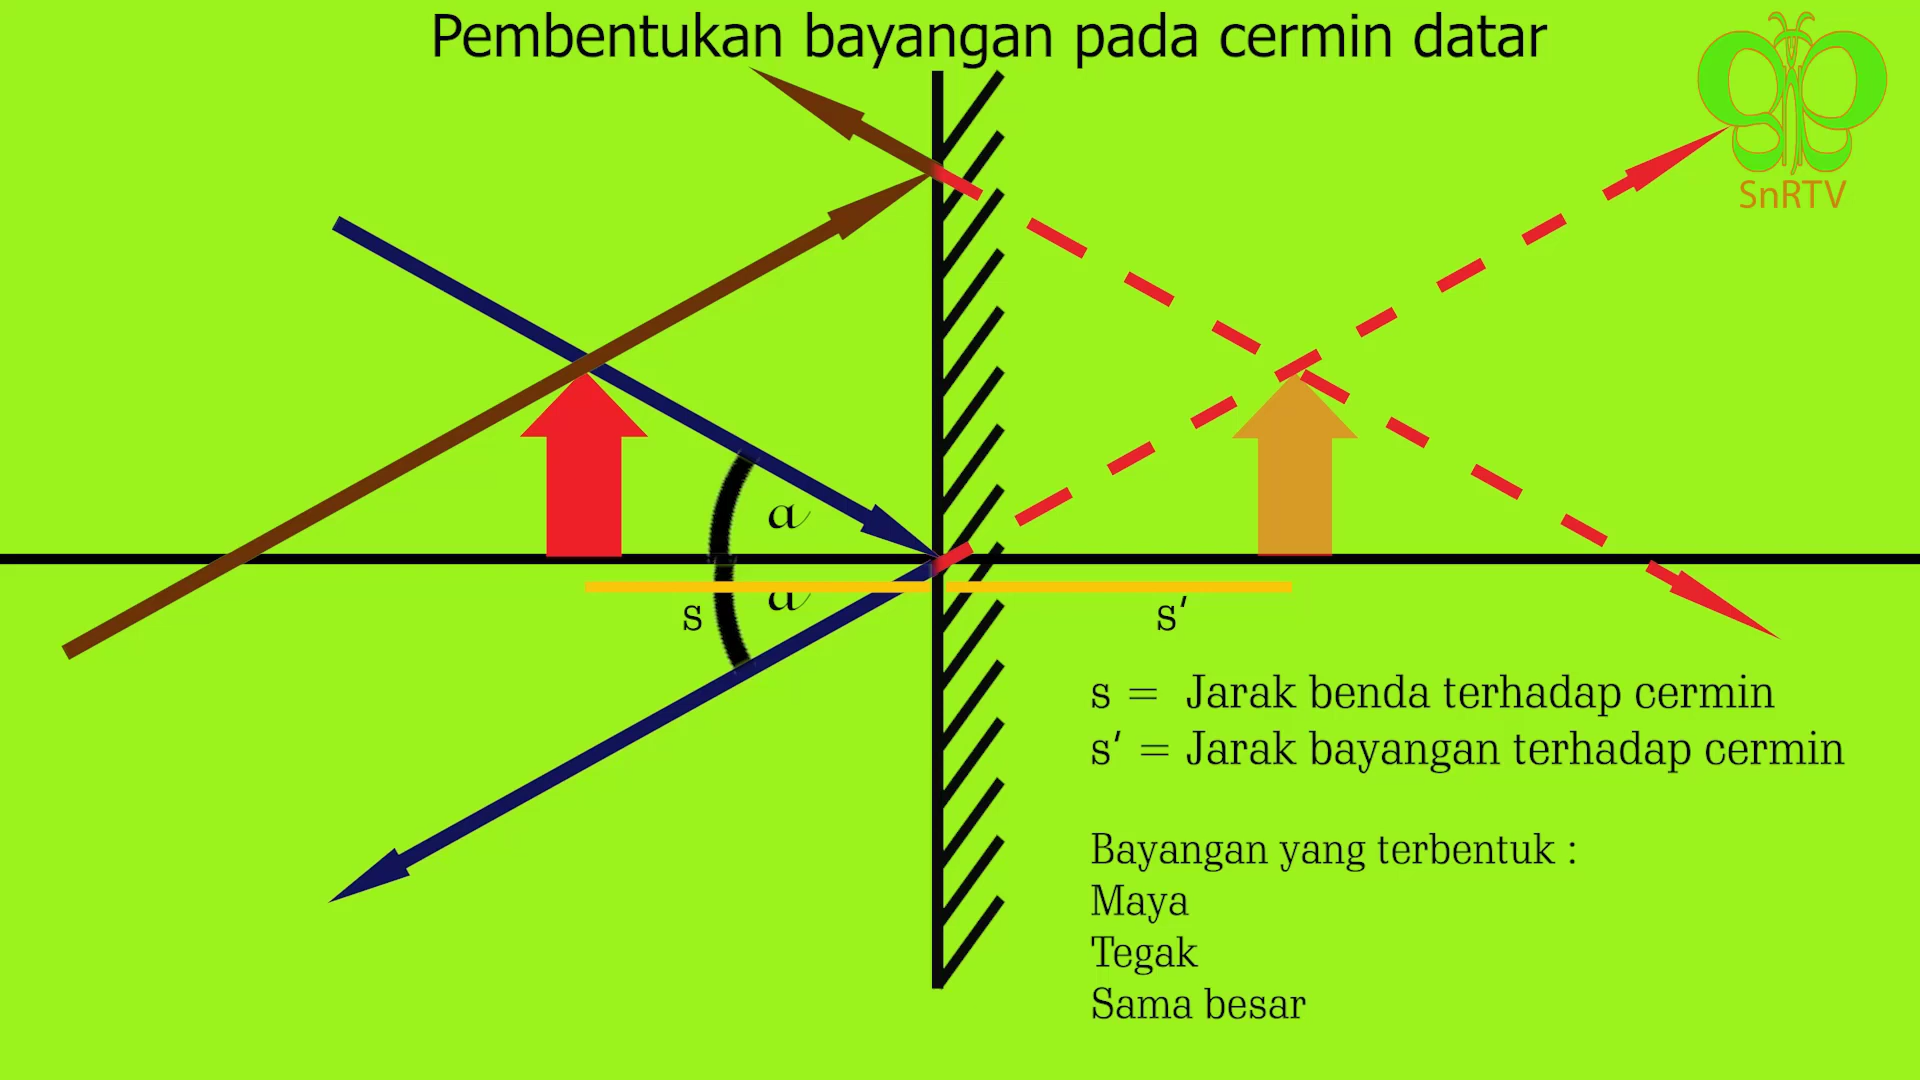 Pembentukan bayangan pada cermin datar
SnRTV
a
a
s
s′
s = Jarak benda terhadap cermin
s′ = Jarak bayangan terhadap cermin
Bayangan yang terbentuk :
Maya
Tegak
Sama besar